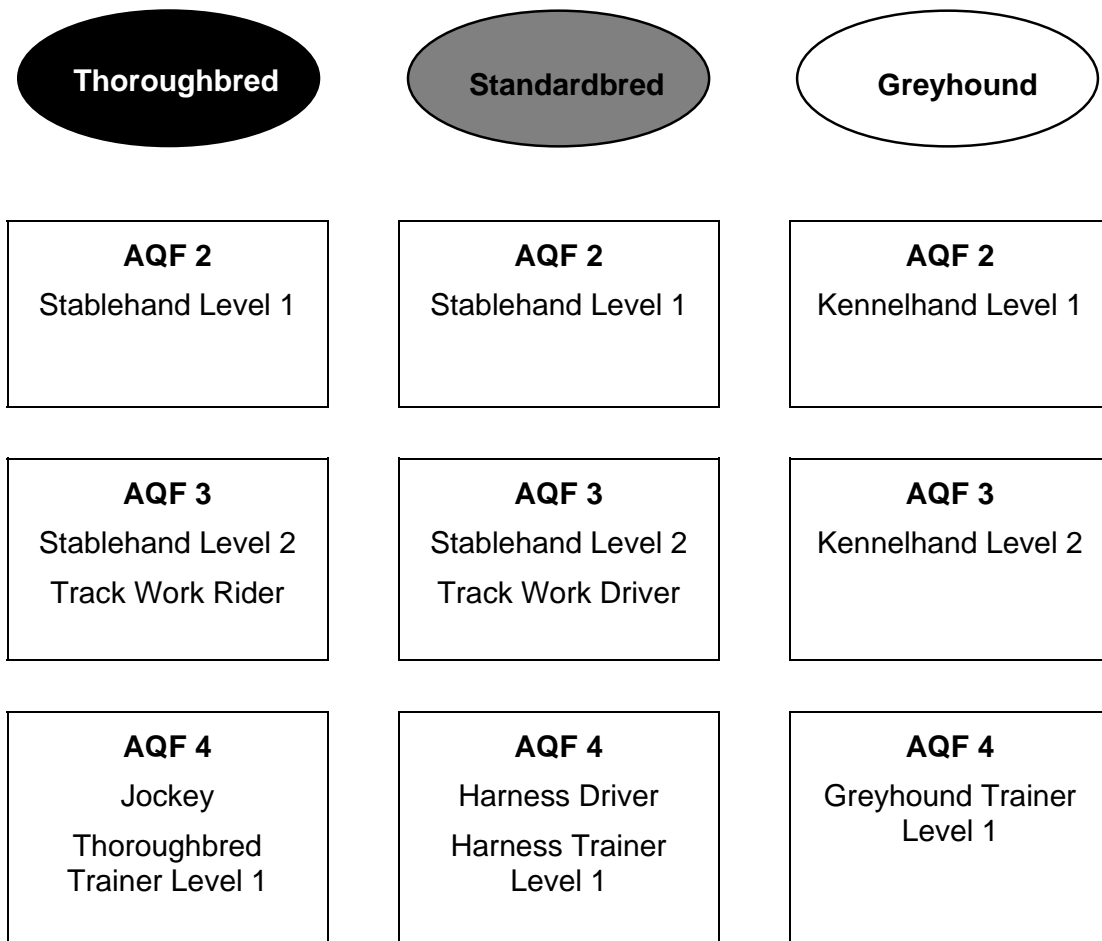 Thoroughbred
Standardbred
Greyhound
AQF 2
Stablehand Level 1
AQF 2
Stablehand Level 1
AQF 2
Kennelhand Level 1
AQF 3
Stablehand Level 2
Track Work Rider
AQF 3
Stablehand Level 2
Track Work Driver
AQF 3
Kennelhand Level 2
AQF 4
Jockey
Thoroughbred
Trainer Level 1
AQF 4
Harness Driver
Harness Trainer
Level 1
AQF 4
Greyhound Trainer
Level 1